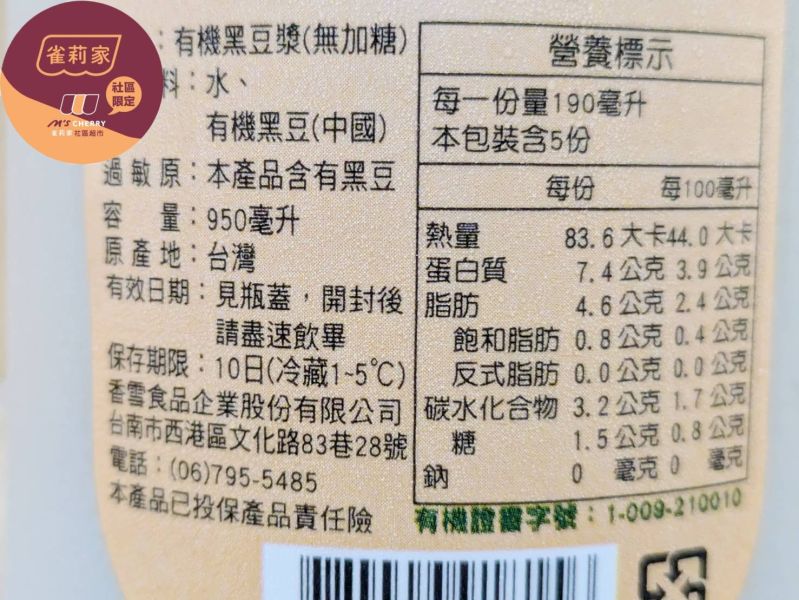 雀莉家
社區
限定
M's CHERRY
雀莉家 社區超市
：有機黑豆漿(無加糖)
料：水、
有機黑豆(中國)
過敏原：本產品含有黑豆
容量：950毫升
原產地：台灣
有效日期：見瓶蓋，開封後
請盡速飲畢
保存期限：10日(冷藏1~5℃)
香雪食品企業股份有限公司
台南市西港區文化路83巷28號
電話：(06)795-5485
本產品已投保產品責任險
營養標示
每一份量190毫升
本包裝含5份
每份 每100毫升
熱量 83.6大卡 44.0大卡
蛋白質 7.4公克 3.9公克
脂肪 4.6公克 2.4公克
飽和脂肪 0.8公克 0.4公克
反式脂肪 0.0公克 0.0公克
碳水化合物 3.2公克 1.7公克
糖 1.5公克 0.8公克
鈉 0 毫克 0 毫克
有機證書字號：1-009-210010